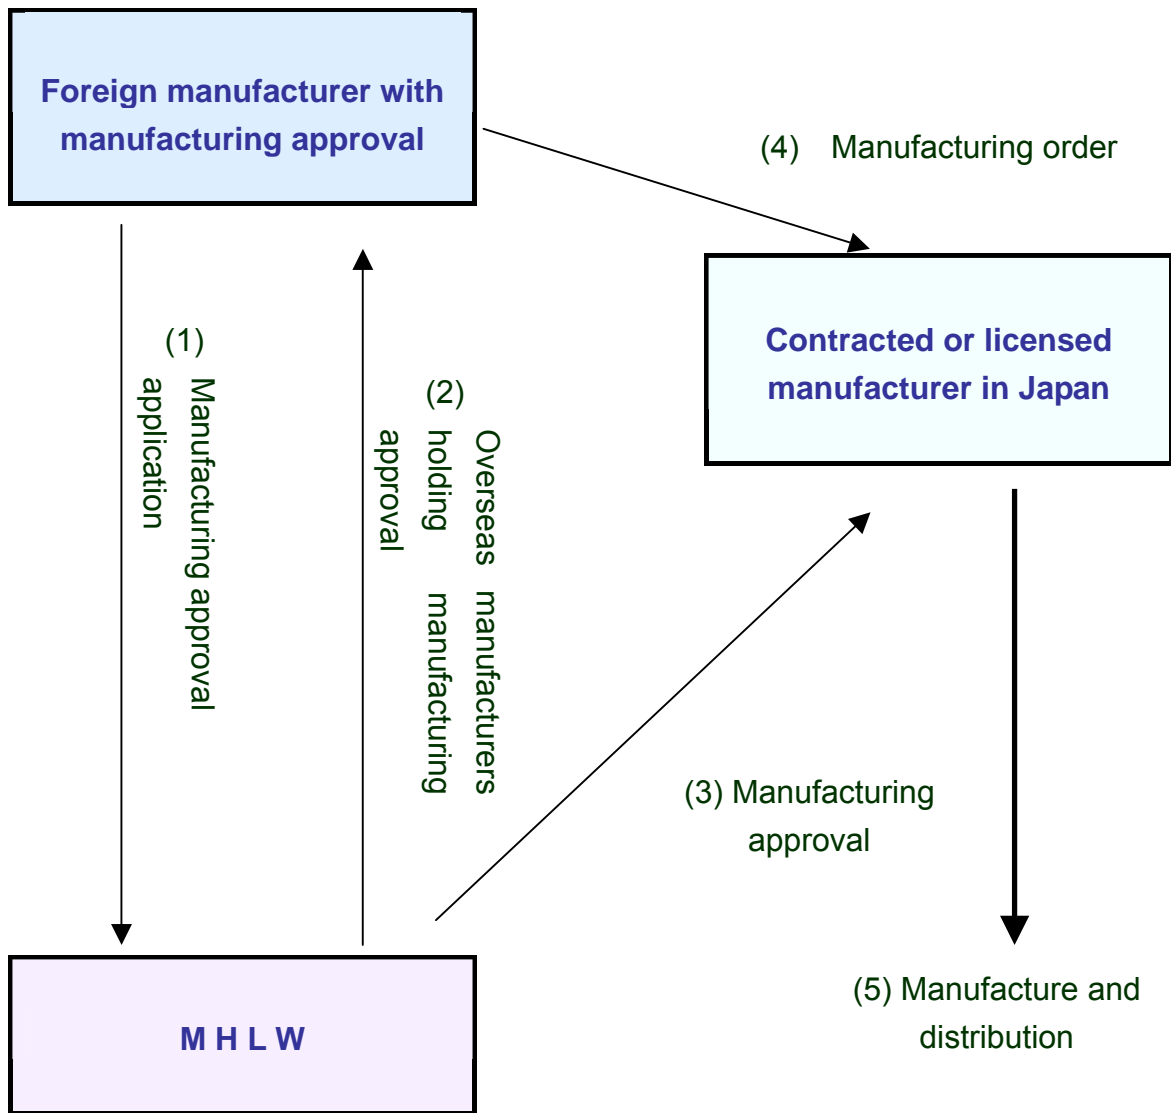 Foreign manufacturer with
manufacturing approval
(4) Manufacturing order
Contracted or licensed
manufacturer in Japan
(1)
Manufacturing approval
application
(2)
Overseas manufacturers
holding manufacturing
approval
(3) Manufacturing
approval
(5) Manufacture and
distribution
M H L W